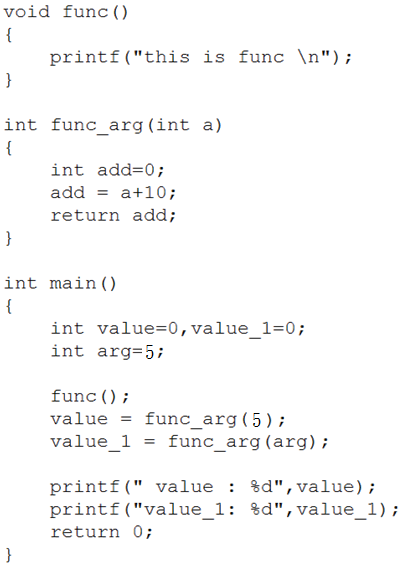 void func()
{
    printf("this is func \n");
}

int func_arg(int a)
{
    int add=0;
    add = a+10;
    return add;
}

int main()
{
    int value=0,value_1=0;
    int arg=5;

    func();
    value = func_arg(5);
    value_1 = func_arg(arg);

    printf(" value : %d",value);
    printf("value_1: %d",value_1);
    return 0;
}